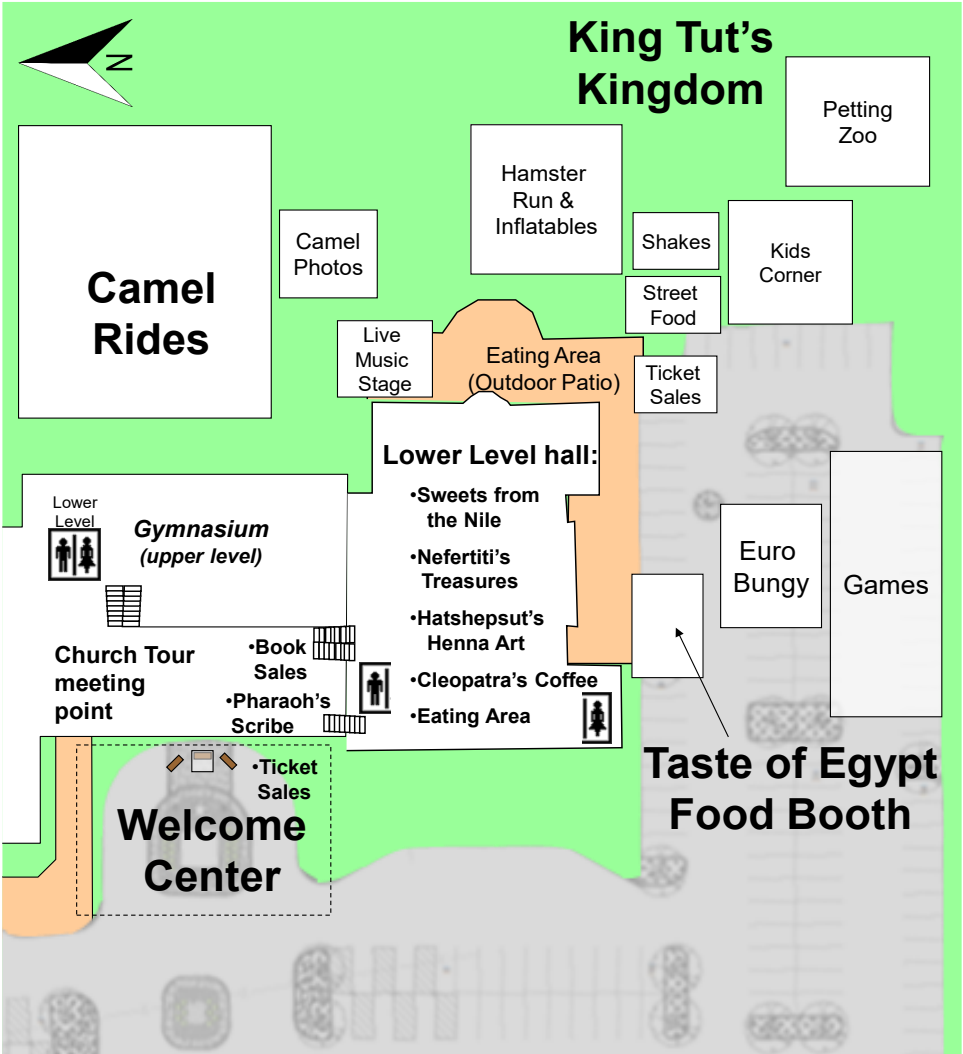 N
King Tut's
Kingdom
Petting
Zoo
Hamster
Run &
Inflatables
Camel
Photos
Shakes
Kids
Corner
Camel
Rides
Street
Food
Live
Music
Stage
Eating Area
(Outdoor Patio)
Ticket
Sales
Lower Level hall:
•Sweets from
the Nile
•Nefertiti's
Treasures
•Hatshepsut's
Henna Art
•Cleopatra's Coffee
•Eating Area
Lower
Level
Gymnasium
(upper level)
Euro
Bungy
Games
Church Tour
meeting
point
•Book
Sales
•Pharaoh's
Scribe
•Ticket
Sales
Welcome
Center
Taste of Egypt
Food Booth